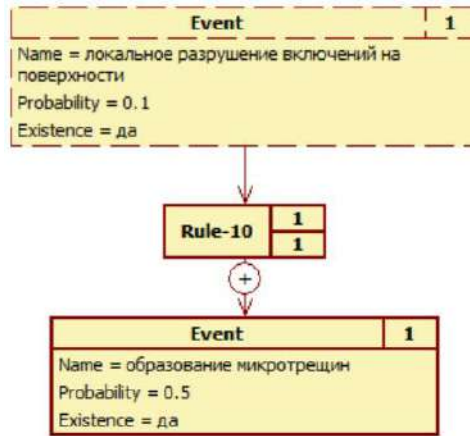 Event 1
Name = локальное разрушение включений на
поверхности
Probability = 0.1
Existence = да
Rule-10 1
1
+
Event 1
Name = образование микротрещин
Probability = 0.5
Existence = да